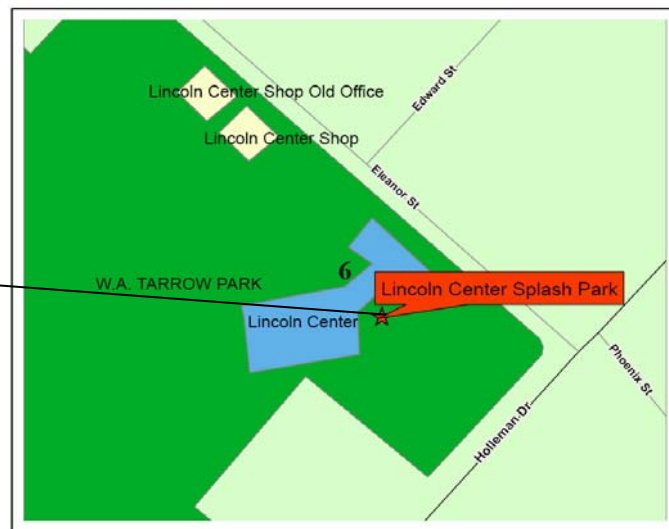 Lincoln Center Shop Old Office
Edward St
Lincoln Center Shop
Eleanor St
6
W.A. TARROW PARK
Lincoln Center Splash Park
Lincoln Center
Phoenix St
Holleman Dr